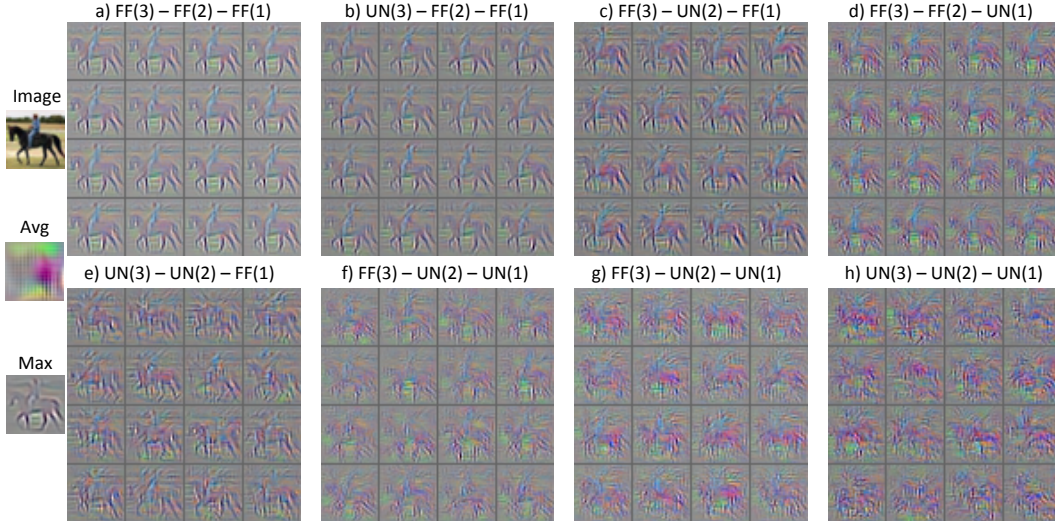 a) FF(3) – FF(2) – FF(1)
b) UN(3) – FF(2) – FF(1)
c) FF(3) – UN(2) – FF(1)
d) FF(3) – FF(2) – UN(1)
Image
Avg
e) UN(3) – UN(2) – FF(1)
f) FF(3) – UN(2) – UN(1)
g) FF(3) – UN(2) – UN(1)
h) UN(3) – UN(2) – UN(1)
Max